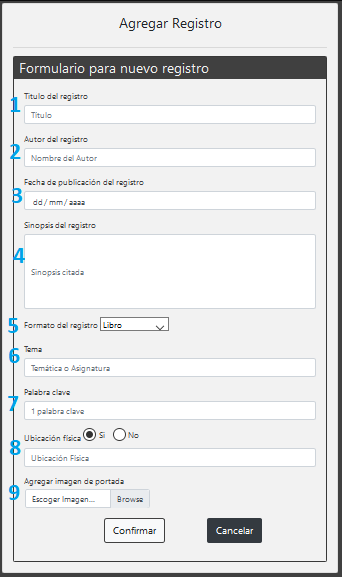 Agregar Registro
Formulario para nuevo registro
Titulo del registro
1
Título
Autor del registro
2
Nombre del Autor
Fecha de publicación del registro
3
dd / mm / aaaa
Sinopsis del registro
4
Sinopsis citada
5 Formato del registro Libro
Tema
6
Temática o Asignatura
Palabra clave
7
1 palabra clave
Ubicación física Si No
8
Ubicación Física
Agregar imagen de portada
9
Escoger Imagen... Browse
Confirmar Cancelar